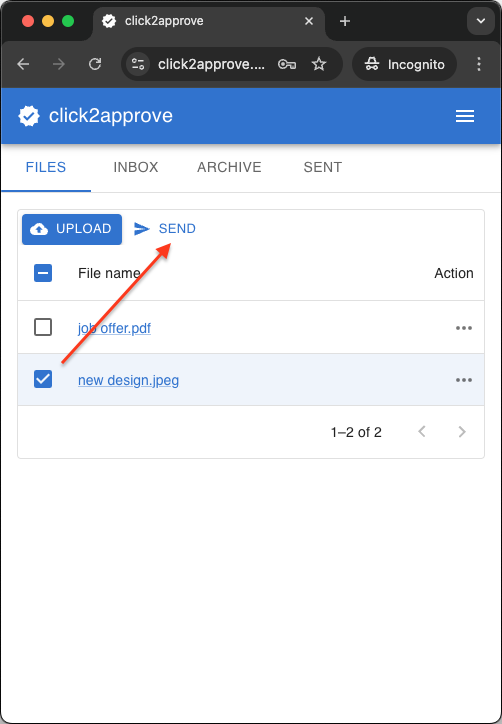 click2approve
click2approve.... Incognito
click2approve
FILES INBOX ARCHIVE SENT
UPLOAD SEND
File name Action
job offer.pdf
new design.jpeg
1–2 of 2